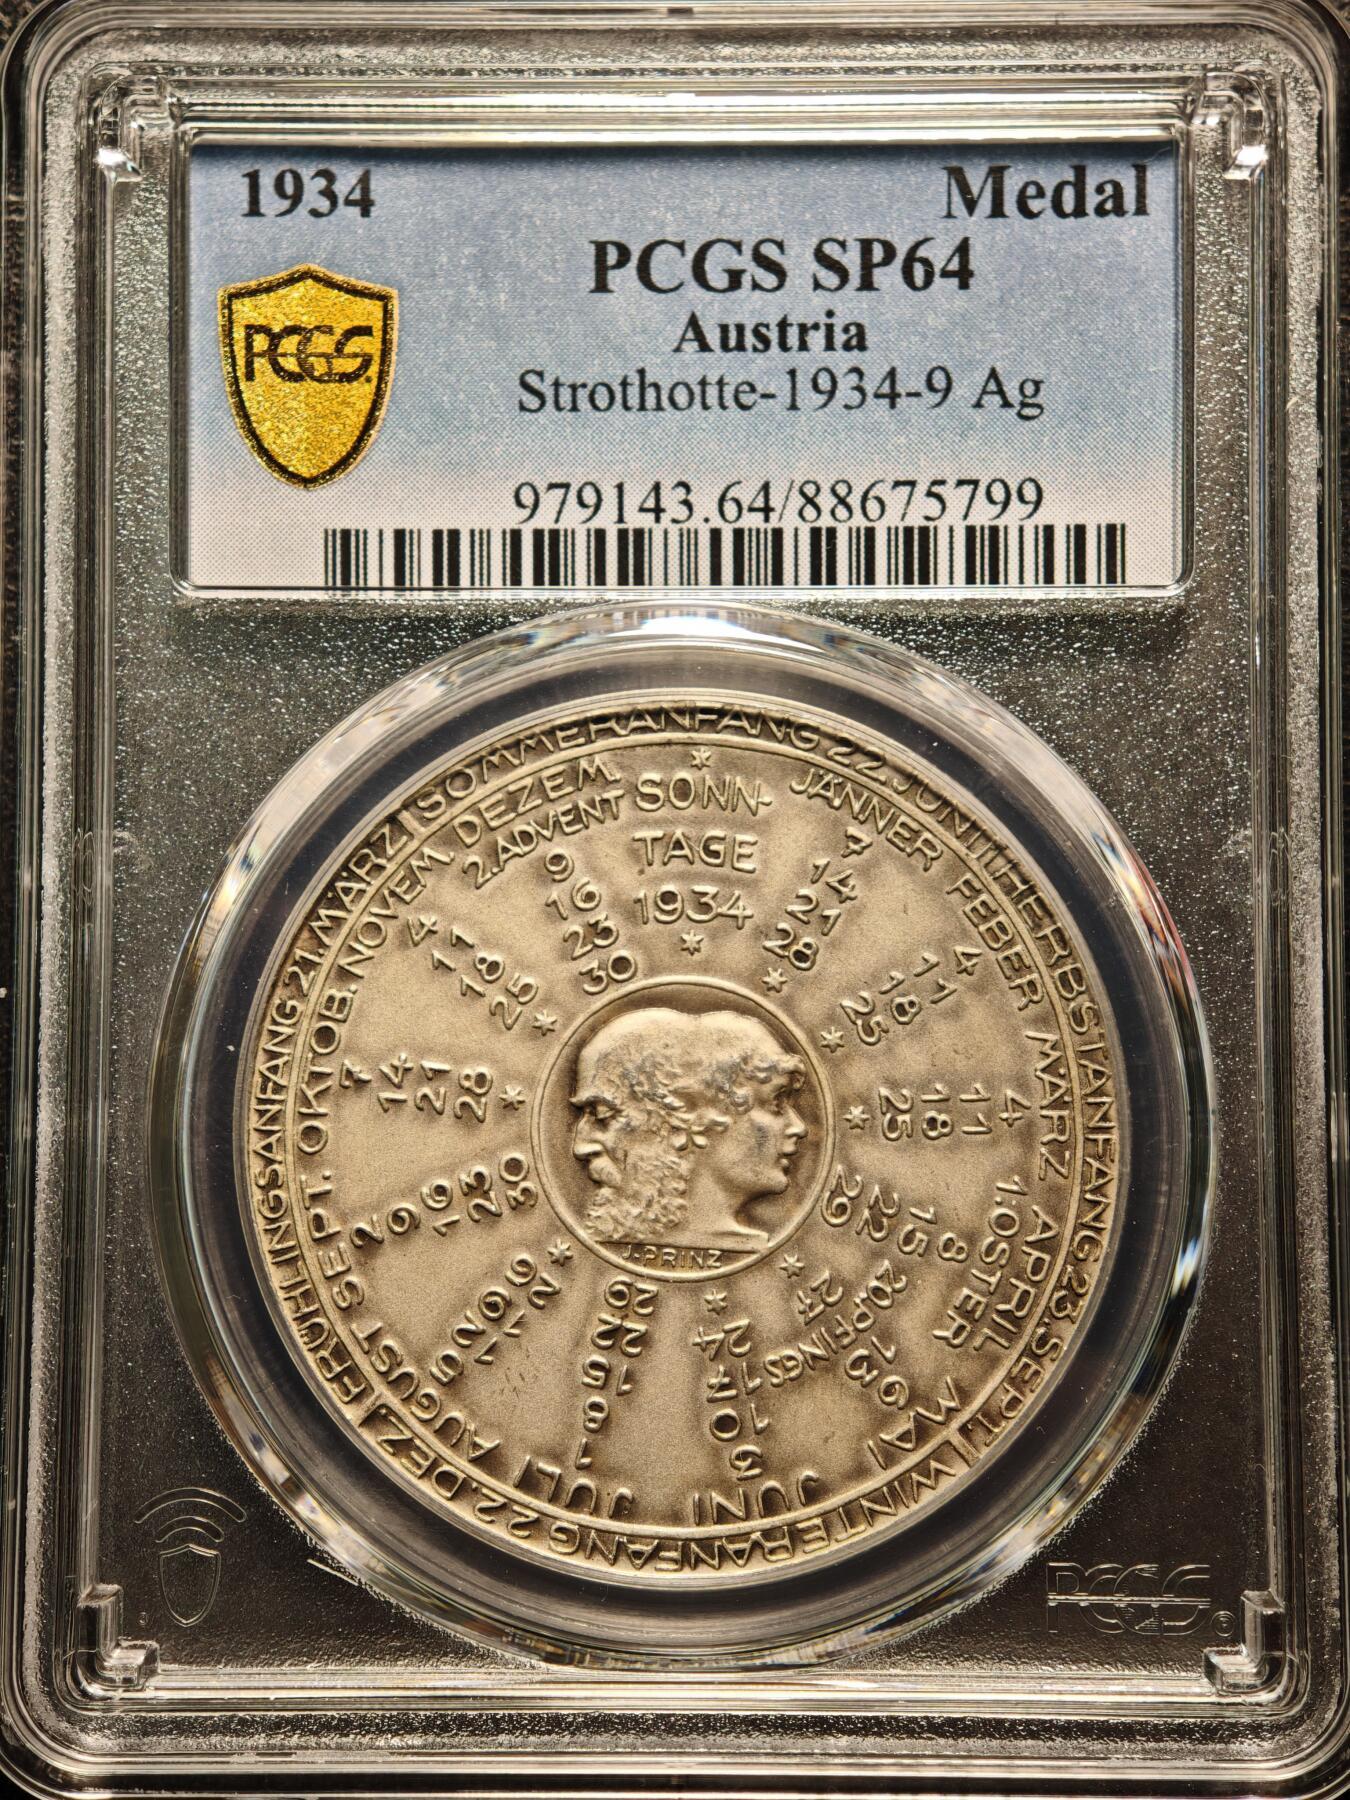 1934
Medal
PCGS SP64
Austria
Strothotte-1934-9 Ag
979143.64/88675799
PCGS
FRÜHLINGSANFANG 21. MÄRZ | SOMMERANFANG 22. JUNI | HERBSTANFANG 23. SEPT. | WINTERANFANG 22. DEZ. |
SONN-
TAGE
1934
JÄNNER
7
14
21
28
FEBER
4
11
18
25
MÄRZ
4
11
18
25
APRIL
1. OSTER
8
15
22
29
MAI
6
13
20. PFINGS
27
JUNI
3
10
17
24
JULI
1
8
15
22
29
AUGUST
5
12
19
26
SEPT.
2
9
16
23
30
OKTOB.
7
14
21
28
NOVEM.
4
11
18
25
DEZEM.
2. ADVENT
9
16
23
30
J. PRINZ
PCGS